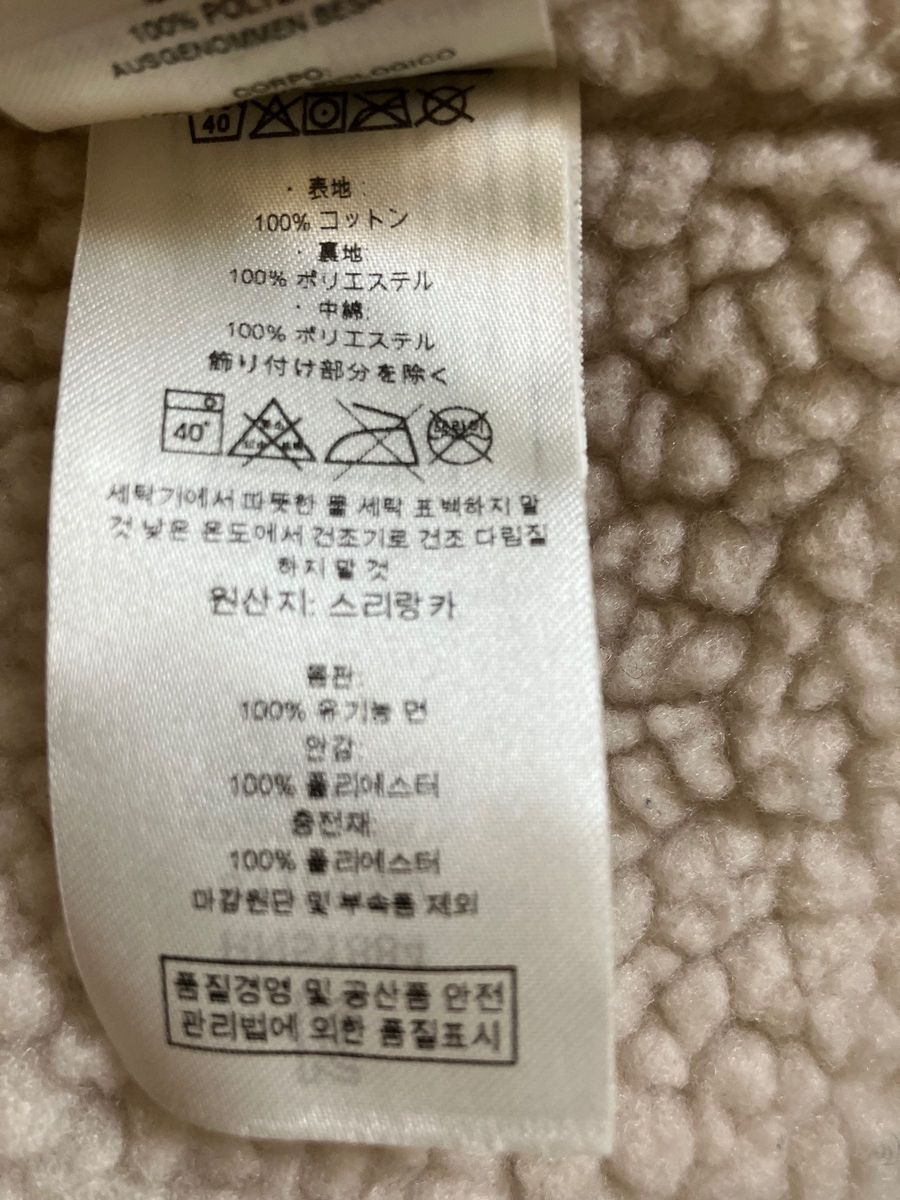 100% POLY
AUSGENOMMEN BESA
CORPO:
OLOGICO
40
・表地:
100% コットン
・裏地:
100% ポリエステル
・中綿:
100% ポリエステル
飾り付け部分を除く
40°
세탁기에서 따뜻한 물 세탁 표백하지 말
것 낮은 온도에서 건조기로 건조 다림질
하지 말 것
원산지: 스리랑카
몸판:
100% 유기농 면
안감:
100% 폴리에스터
충전재:
100% 폴리에스터
마감원단 및 부속품 제외
품질경영 및 공산품 안전
관리법에 의한 품질표시